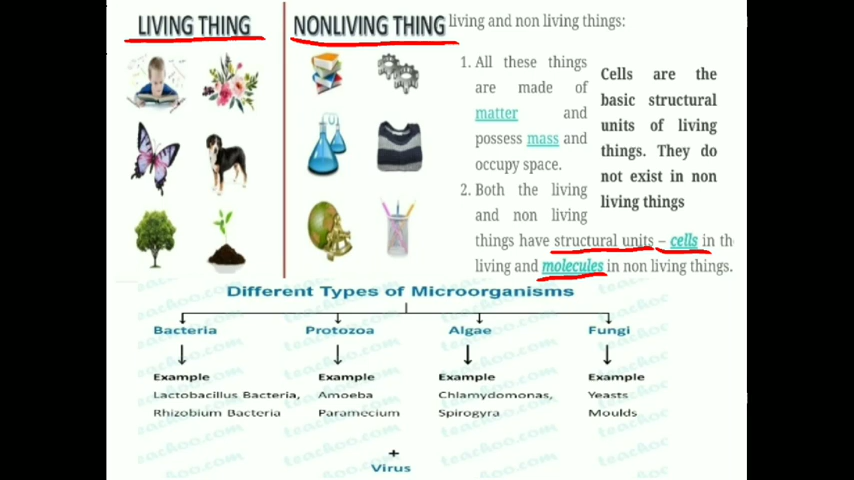 LIVING THING
NONLIVING THING
living and non living things:
1. All these things
are made of
matter and
possess mass and
occupy space.
2. Both the living
and non living
things have structural units – cells in the
living and molecules in non living things.
Cells are the
basic structural
units of living
things. They do
not exist in non
living things
Different Types of Microorganisms
Bacteria
Protozoa
Algae
Fungi
Example
Lactobacillus Bacteria,
Rhizobium Bacteria
Example
Amoeba
Paramecium
Example
Chlamydomonas,
Spirogyra
Example
Yeasts
Moulds
+
Virus
teachoo.com